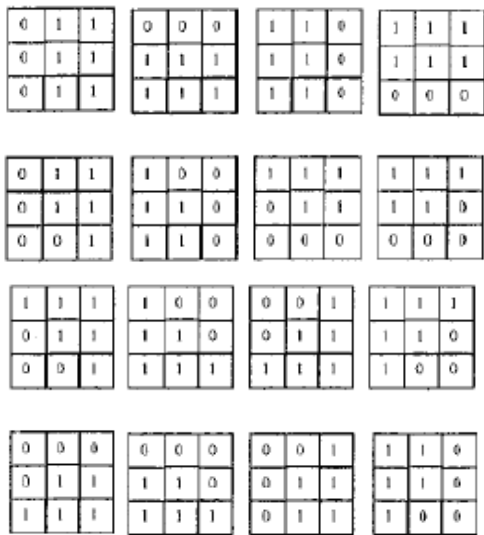 0 1 1 0 0 0 1 1 0 1 1 1
0 1 1 1 1 1 1 1 0 1 1 1
0 1 1 1 1 1 1 1 0 0 0 0
0 1 1 1 0 0 1 1 1 1 1 1
0 1 1 1 1 0 0 1 1 1 1 0
0 0 1 1 1 0 0 0 0 0 0 0
1 1 1 1 0 0 0 0 1 1 1 1
0 1 1 1 1 0 0 1 1 1 1 0
0 0 1 1 1 1 1 1 1 1 0 0
0 0 0 0 0 0 0 0 1 1 1 0
0 1 1 1 1 0 0 1 1 1 1 0
1 1 1 1 1 1 0 1 1 1 0 0